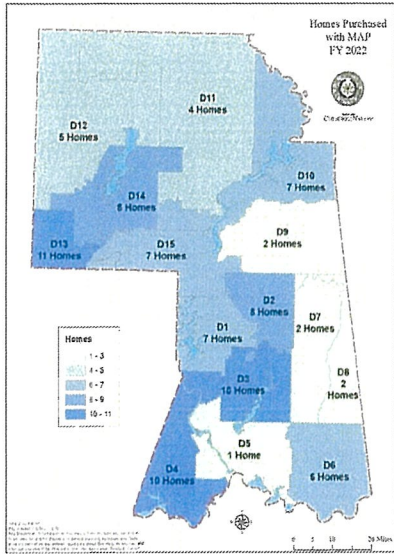 Homes Purchased
with MAP
FY 2022
D11
4 Homes
D12
5 Homes
D10
7 Homes
D14
8 Homes
D9
2 Homes
D13
11 Homes
D15
7 Homes
D2
8 Homes
D7
2 Homes
D1
7 Homes
Homes
1 - 3
4 - 5
6 - 7
8 - 9
10 - 11
D3
10 Homes
D8
2
Homes
D5
1 Home
D4
10 Homes
D6
6 Homes
0 5 10 20 Miles